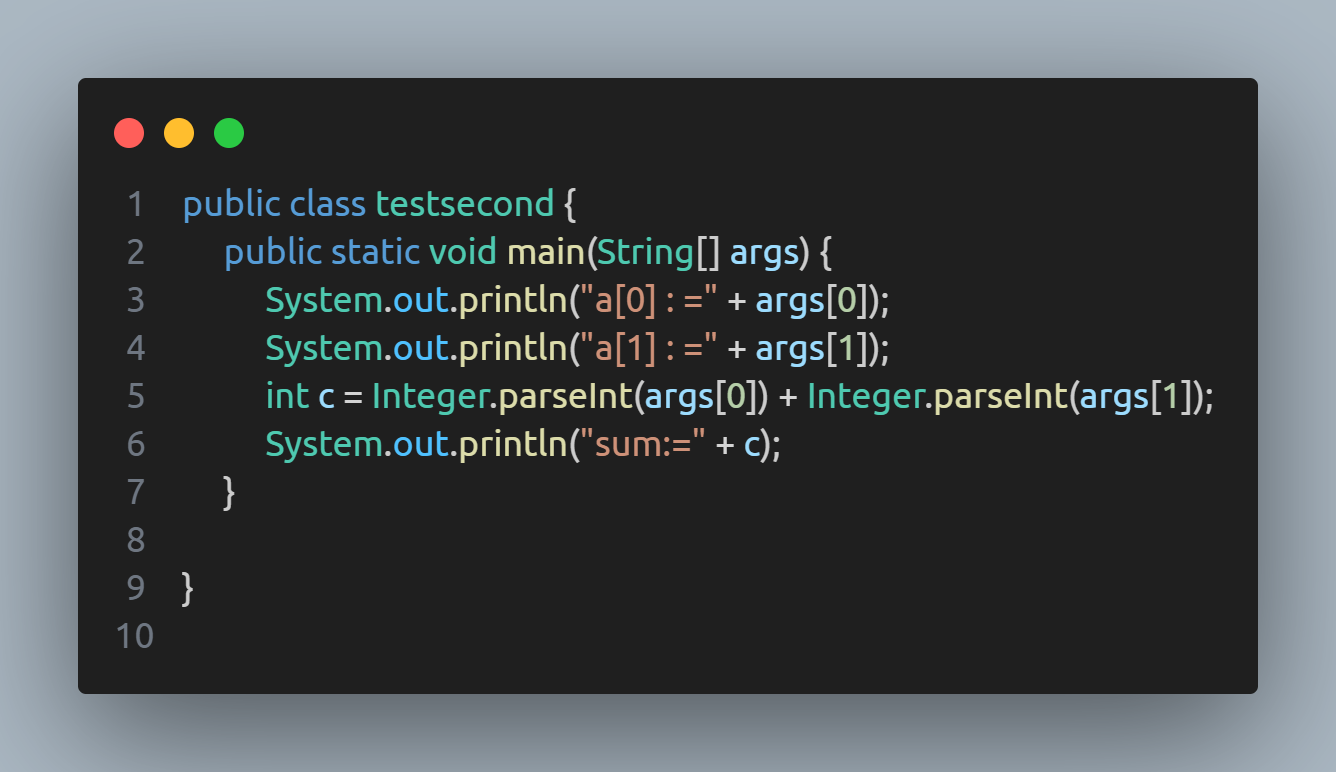 1 public class testsecond {
2 public static void main(String[] args) {
3 System.out.println("a[0] : =" + args[0]);
4 System.out.println("a[1] : =" + args[1]);
5 int c = Integer.parseInt(args[0]) + Integer.parseInt(args[1]);
6 System.out.println("sum:=" + c);
7 }
8
9 }
10